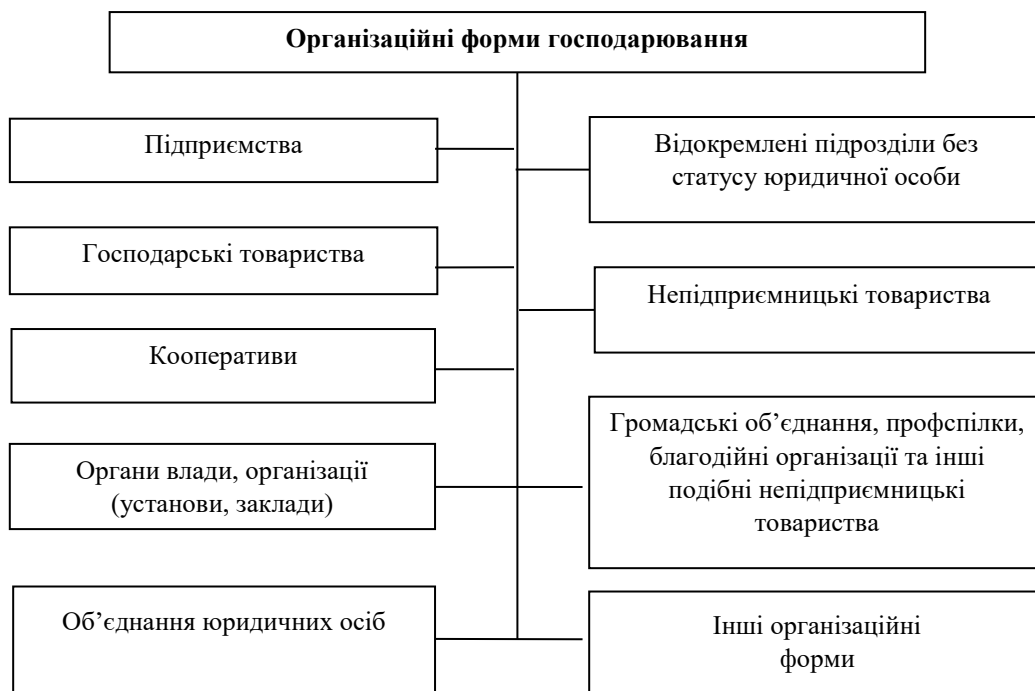 Організаційні форми господарювання
Підприємства
Відокремлені підрозділи без
статусу юридичної особи
Господарські товариства
Непідприємницькі товариства
Кооперативи
Громадські об’єднання, профспілки,
благодійні організації та інші
подібні непідприємницькі
товариства
Органи влади, організації
(установи, заклади)
Об’єднання юридичних осіб
Інші організаційні
форми